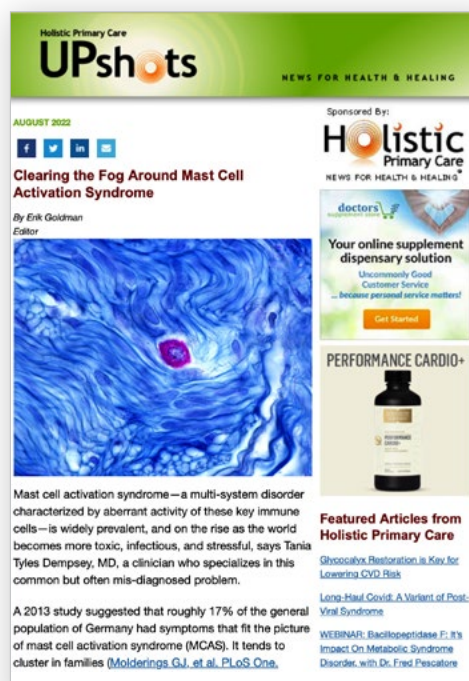 Holistic Primary Care
UPshots
NEWS FOR HEALTH & HEALING
AUGUST 2022
Clearing the Fog Around Mast Cell
Activation Syndrome
By Erik Goldman
Editor
Mast cell activation syndrome—a multi-system disorder
characterized by aberrant activity of these key immune
cells—is widely prevalent, and on the rise as the world
becomes more toxic, infectious, and stressful, says Tania
Tyles Dempsey, MD, a clinician who specializes in this
common but often mis-diagnosed problem.
A 2013 study suggested that roughly 17% of the general
population of Germany had symptoms that fit the picture
of mast cell activation syndrome (MCAS). It tends to
cluster in families (Molderings GJ, et al. PLoS One.
Sponsored By:
Holistic
Primary Care
NEWS FOR HEALTH & HEALING
doctors
supplement store
Your online supplement
dispensary solution
Uncommonly Good
Customer Service
... because personal service matters!
Get Started
PERFORMANCE CARDIO+
PERFORMANCE
CARDIO+
Featured Articles from
Holistic Primary Care
Glycocalyx Restoration is Key for
Lowering CVD Risk
Long-Haul Covid: A Variant of Post-
Viral Syndrome
WEBINAR: Bacillopeptidase F: It's
Impact On Metabolic Syndrome
Disorder, with Dr. Fred Pescatore